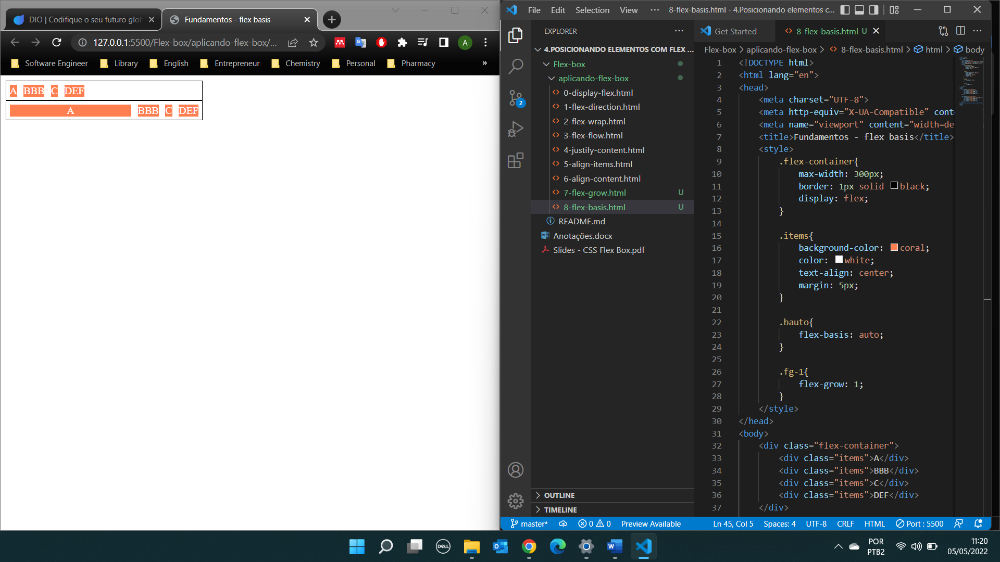 DIO | Codifique o seu futuro glob
Fundamentos - flex basis
127.0.0.1:5500/Flex-box/aplicando-flex-box/...
A
Software Engineer
Library
English
Entrepreneur
Chemistry
Personal
Pharmacy
»
A BBB C DEF
A BBB C DEF
File Edit Selection View ··· 8-flex-basis.html - 4.Posicionando elementos c...
EXPLORER
4.POSICIONANDO ELEMENTOS COM FLEX ...
Flex-box
aplicando-flex-box
0-display-flex.html
1-flex-direction.html
2-flex-wrap.html
3-flex-flow.html
4-justify-content.html
5-align-items.html
6-align-content.html
7-flex-grow.html U
8-flex-basis.html U
README.md
Anotações.docx
Slides - CSS Flex Box.pdf
OUTLINE
TIMELINE
2
Get Started
8-flex-basis.html U
Flex-box > aplicando-flex-box > 8-flex-basis.html > html > body
1 <!DOCTYPE html>
2 <html lang="en">
3 <head>
4 <meta charset="UTF-8">
5 <meta http-equiv="X-UA-Compatible" conte
6 <meta name="viewport" content="width=dev
7 <title>Fundamentos - flex basis</title>
8 <style>
9 .flex-container{
10 max-width: 300px;
11 border: 1px solid black;
12 display: flex;
13 }
14
15 .items{
16 background-color: coral;
17 color: white;
18 text-align: center;
19 margin: 5px;
20 }
21
22 .bauto{
23 flex-basis: auto;
24 }
25
26 .fg-1{
27 flex-grow: 1;
28 }
29 </style>
30 </head>
31 <body>
32 <div class="flex-container">
33 <div class="items">A</div>
34 <div class="items">BBB</div>
35 <div class="items">C</div>
36 <div class="items">DEF</div>
37 </div>
master* 0 0 Preview Available Ln 45, Col 5 Spaces: 4 UTF-8 CRLF HTML Port : 5500
DELL
POR
PTB2
11:20
05/05/2022